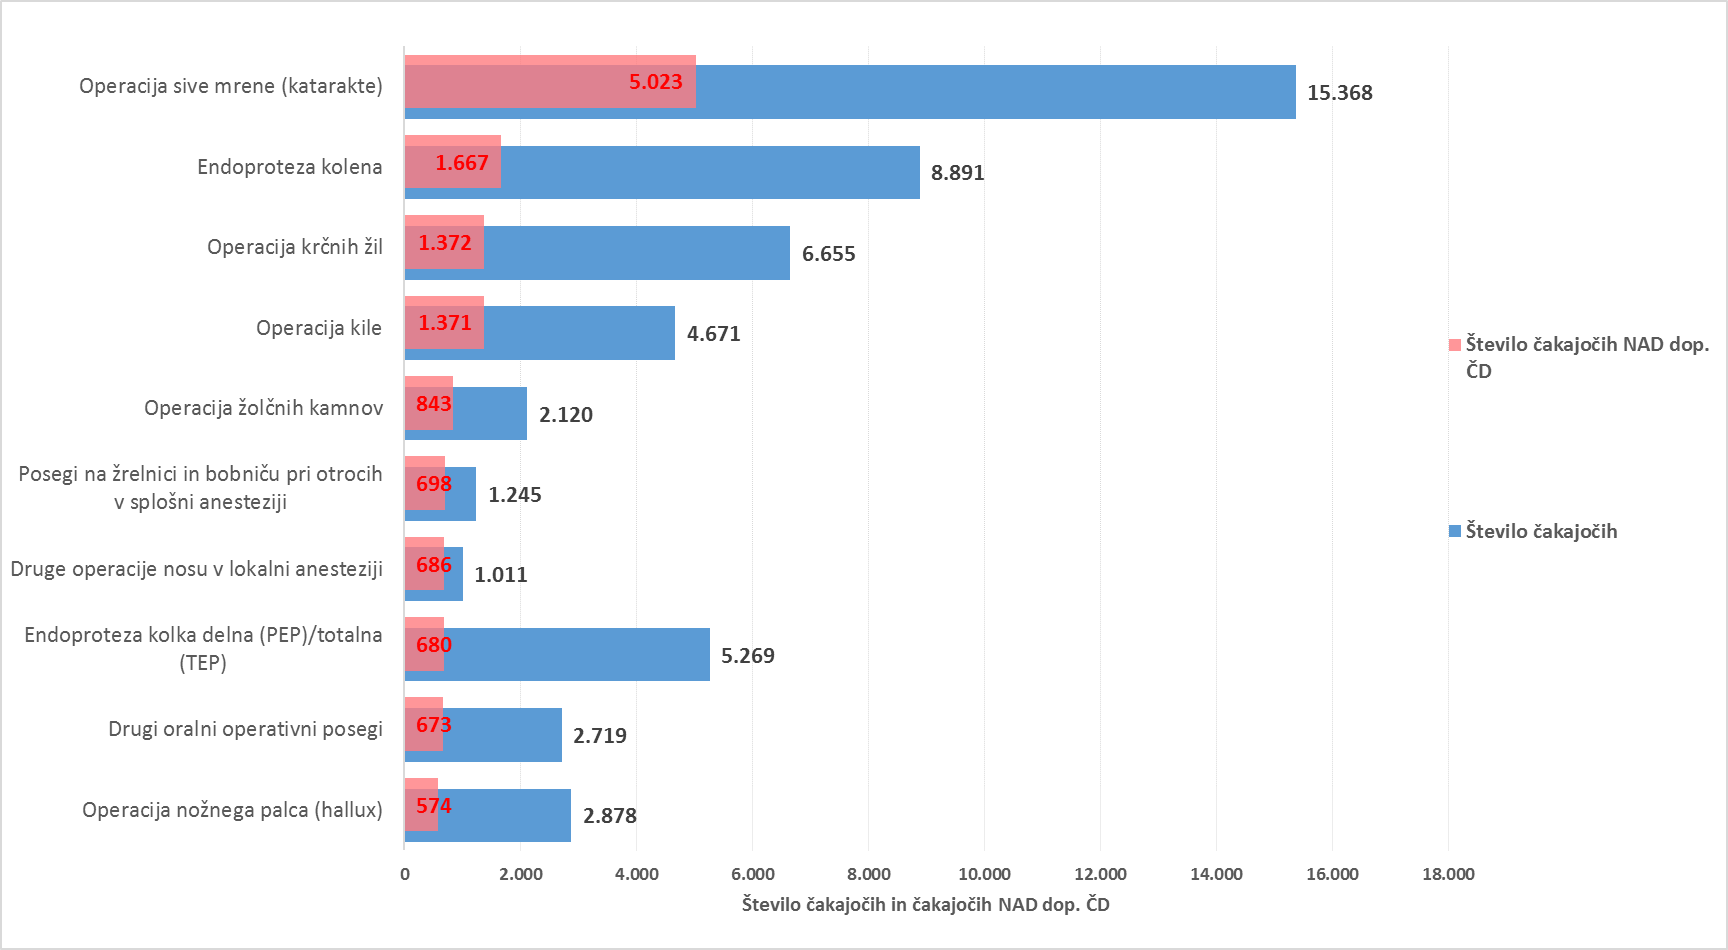 Operacija sive mrene (katarakte)
5.023
15.368
Endoproteza kolena
1.667
8.891
Operacija krčnih žil
1.372
6.655
Operacija kile
1.371
4.671
Operacija žolčnih kamnov
843
2.120
Posegi na žrelnici in bobniču pri otrocih
v splošni anesteziji
698
1.245
Druge operacije nosu v lokalni anesteziji
686
1.011
Endoproteza kolka delna (PEP)/totalna
(TEP)
680
5.269
Drugi oralni operativni posegi
673
2.719
Operacija nožnega palca (hallux)
574
2.878
0 2.000 4.000 6.000 8.000 10.000 12.000 14.000 16.000 18.000
Število čakajočih in čakajočih NAD dop. ČD
Število čakajočih NAD dop.
ČD
Število čakajočih